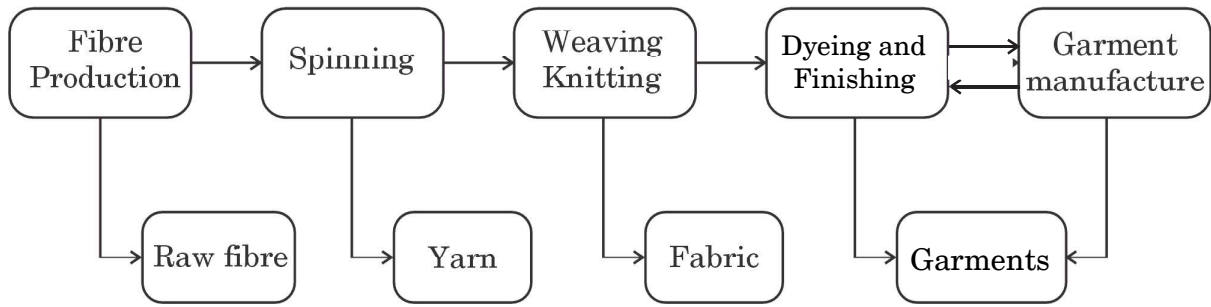 Fibre
Production
Spinning
Weaving
Knitting
Dyeing and
Finishing
Garment
manufacture
Raw fibre
Yarn
Fabric
Garments